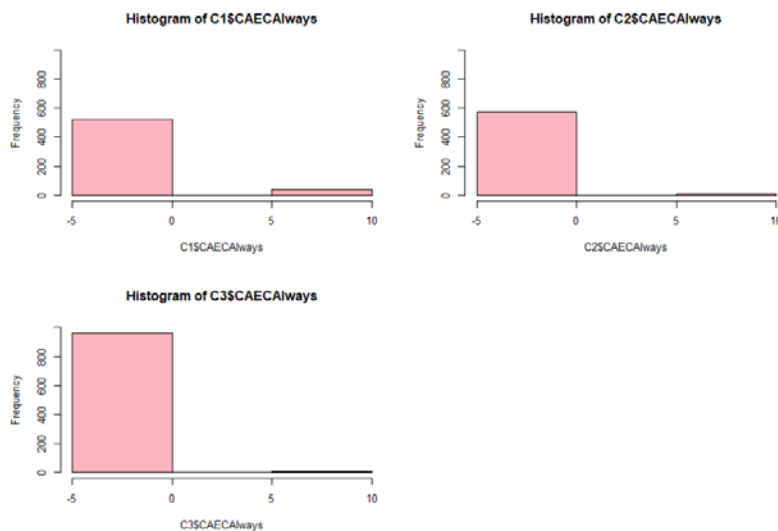 Histogram of C1$CAECAlways
Frequency
0 200 400 600 800
-5 0 5 10
C1$CAECAlways
Histogram of C2$CAECAlways
Frequency
0 200 400 600 800
-5 0 5 10
C2$CAECAlways
Histogram of C3$CAECAlways
Frequency
0 200 400 600 800
-5 0 5 10
C3$CAECAlways